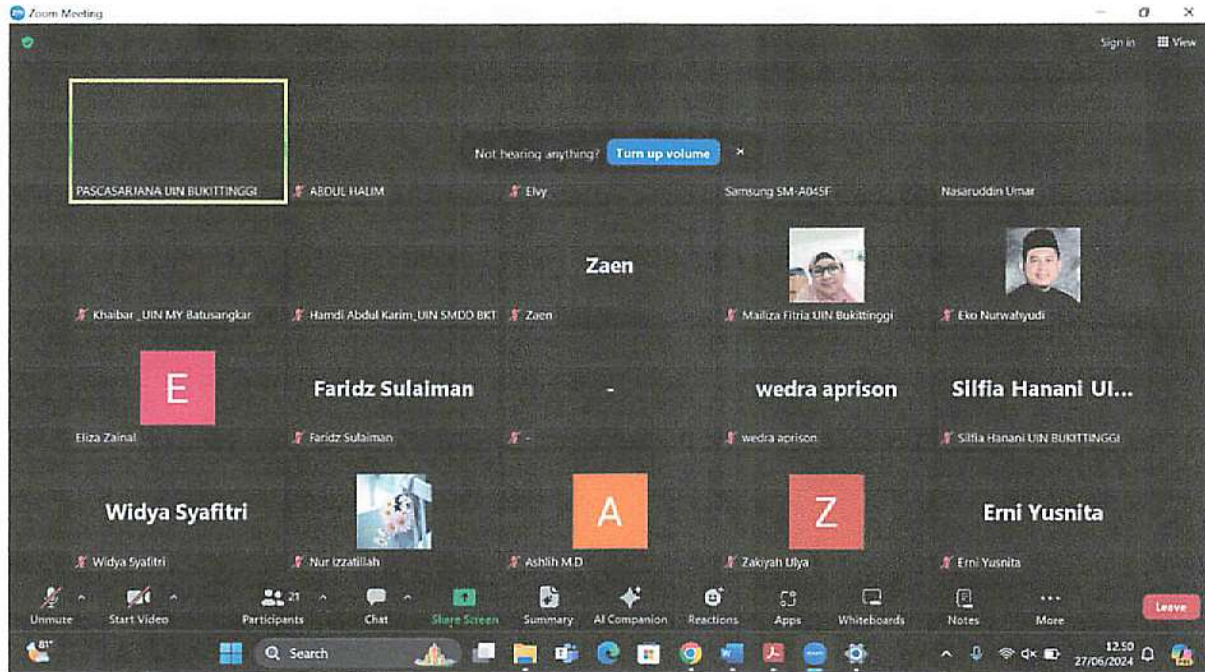 Zoom Meeting
Sign in View
Not hearing anything? Turn up volume
PASCASARJANA UIN BUKITTINGGI ABDUL HALIM Elvy Samsung SM-A045F Nasaruddin Umar
Zaen
Khaibar_UIN MY Batusangkar Hamdi Abdul Karim_UIN SMDD BKT Zaen Mailiza Fitria UIN Bukittinggi Eko Nurwahyudi
E Faridz Sulaiman - wedra aprison Silfia Hanani UI...
Eliza Zainal Faridz Sulaiman - wedra aprison Silfia Hanani UIN BUKITTINGGI
Widya Syafitri A Z Erni Yusnita
Widya Syafitri Nur Izzatillah Ashlih M.D Zakiyah Ulya Erni Yusnita
21
Unmute Start Video Participants Chat Share Screen Summary AI Companion Reactions Apps Whiteboards Notes More Leave
81° Search 12.50
27/06/2024